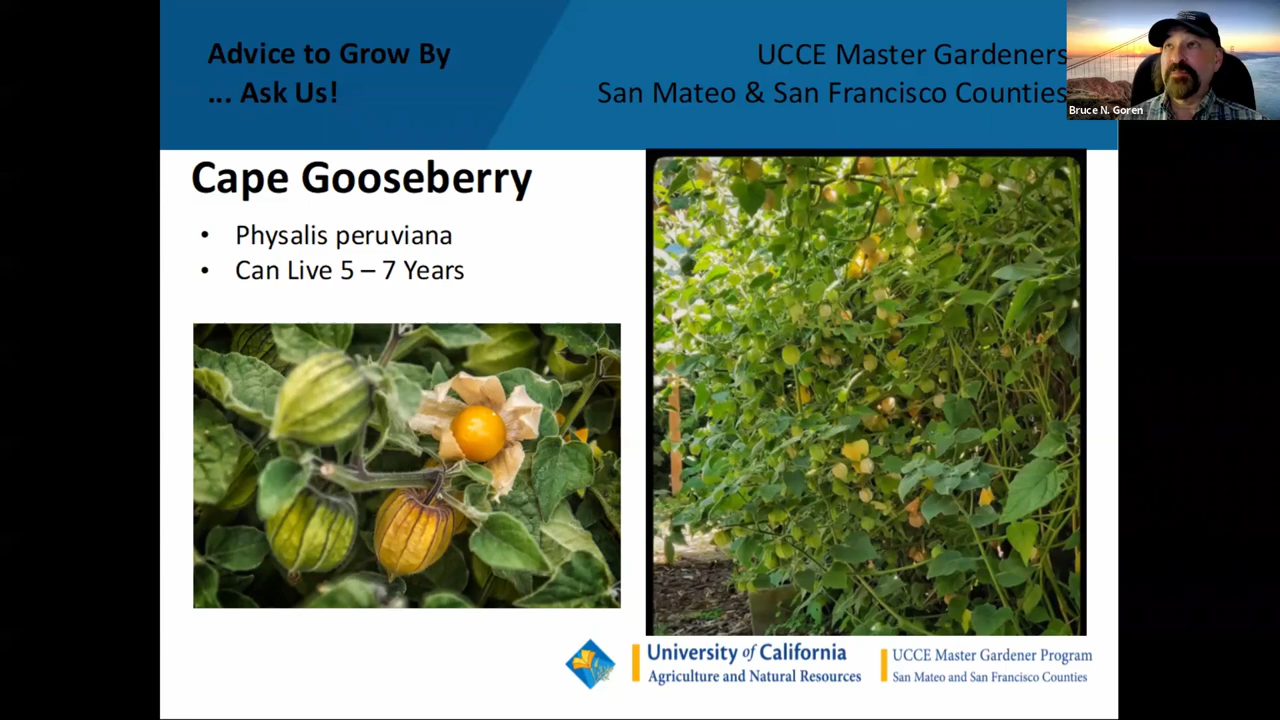 Advice to Grow By
... Ask Us!
UCCE Master Gardeners
San Mateo & San Francisco Counties
Bruce N. Goren
Cape Gooseberry
• Physalis peruviana
• Can Live 5 – 7 Years
University of California
Agriculture and Natural Resources
UCCE Master Gardener Program
San Mateo and San Francisco Counties